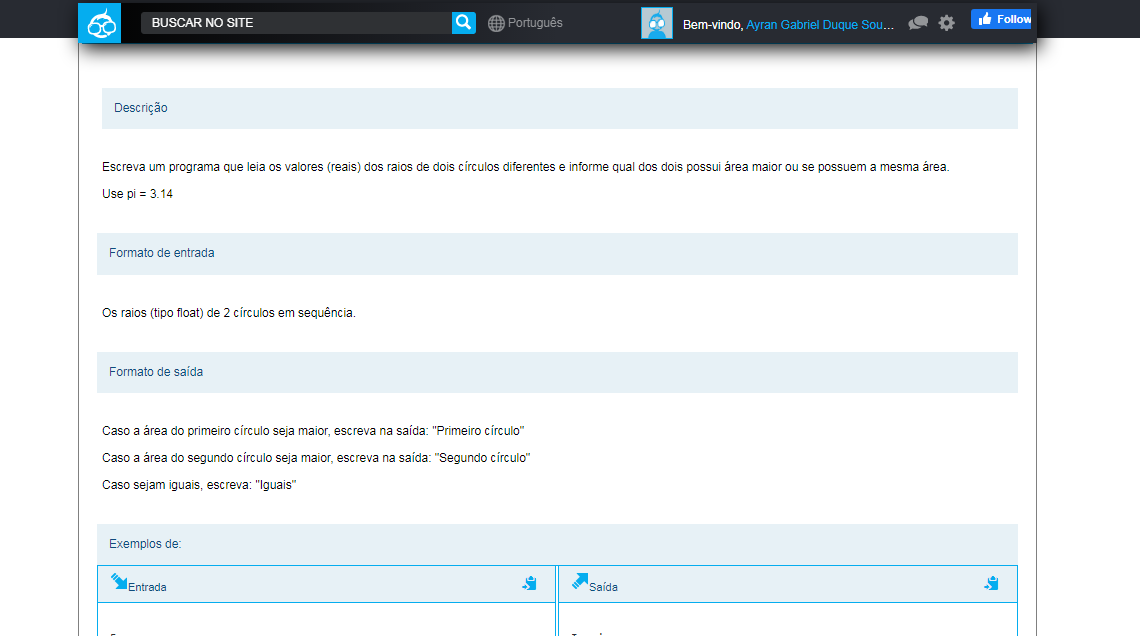 BUSCAR NO SITE
Português
Bem-vindo, Ayran Gabriel Duque Sou...
Follow
Descrição
Escreva um programa que leia os valores (reais) dos raios de dois círculos diferentes e informe qual dos dois possui área maior ou se possuem a mesma área.
Use pi = 3.14
Formato de entrada
Os raios (tipo float) de 2 círculos em sequência.
Formato de saída
Caso a área do primeiro círculo seja maior, escreva na saída: "Primeiro círculo"
Caso a área do segundo círculo seja maior, escreva na saída: "Segundo círculo"
Caso sejam iguais, escreva: "Iguais"
Exemplos de:
Entrada
Saída